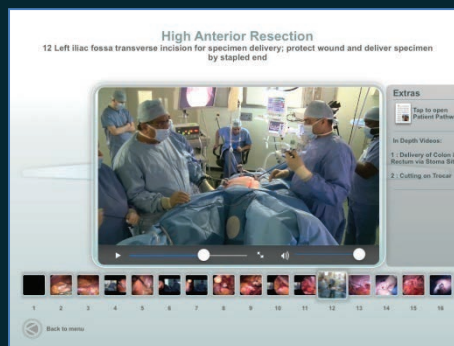 High Anterior Resection
12 Left iliac fossa transverse incision for specimen delivery; protect wound and deliver specimen
by stapled end
Extras
Tap to open
Patient Pathw
In Depth Videos:
1 : Delivery of Colon
Rectum via Stoma Sit
2 : Cutting on Trocar
1 2 3 4 5 6 7 8 9 10 11 12 13 14 15 16
Back to menu